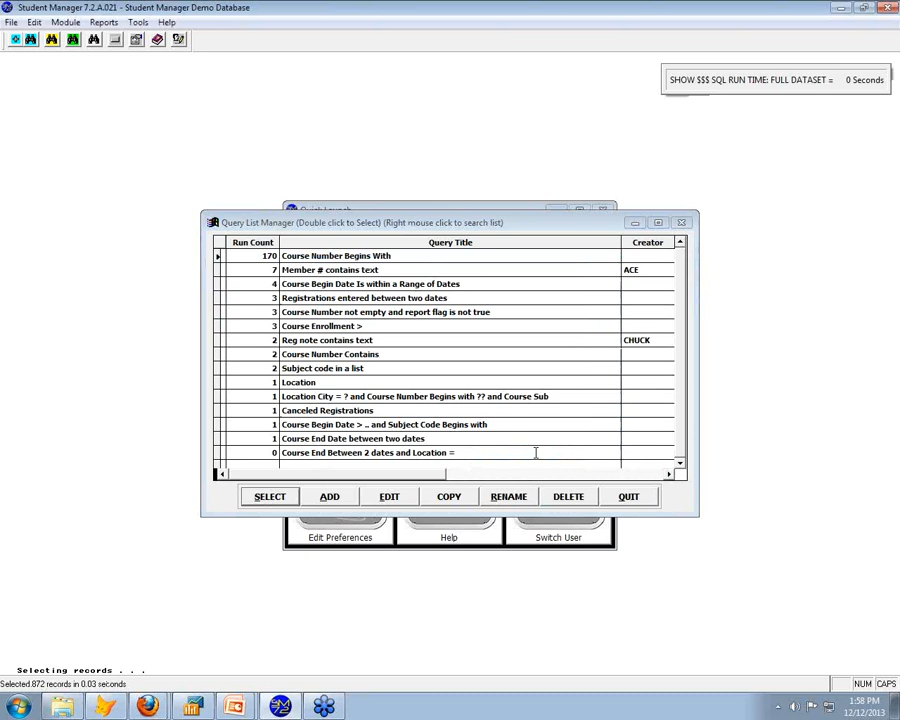 Student Manager 7.2.A.021 - Student Manager Demo Database
File Edit Module Reports Tools Help
SHOW $$$ SQL RUN TIME: FULL DATASET = 0 Seconds
Quick Launch
Query List Manager (Double click to Select) (Right mouse click to search list)
Run Count Query Title Creator
170 Course Number Begins With
7 Member # contains text ACE
4 Course Begin Date Is within a Range of Dates
3 Registrations entered between two dates
3 Course Number not empty and report flag is not true
3 Course Enrollment >
2 Reg note contains text CHUCK
2 Course Number Contains
2 Subject code in a list
1 Location
1 Location City = ? and Course Number Begins with ?? and Course Sub
1 Canceled Registrations
1 Course Begin Date > .. and Subject Code Begins with
1 Course End Date between two dates
0 Course End Between 2 dates and Location =
SELECT ADD EDIT COPY RENAME DELETE QUIT
Edit Preferences Help Switch User
Selecting records . . .
Selected 872 records in 0.03 seconds
NUM CAPS
1:58 PM
12/12/2013